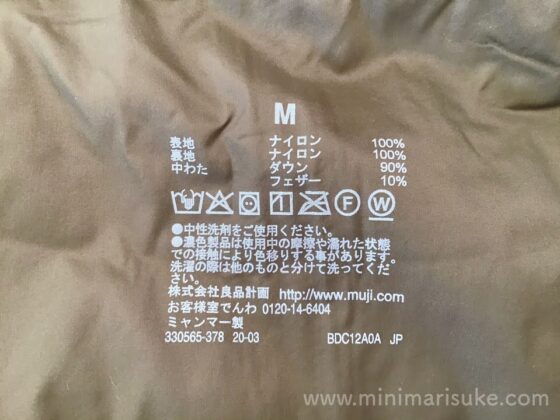 M
表地 ナイロン 100%
裏地 ナイロン 100%
中わた ダウン 90%
フェザー 10%
F W
●中性洗剤をご使用ください。
●濃色製品は使用中の摩擦や濡れた状態
での接触により色移りする事があります。
洗濯の際は他のものと分けて洗ってくだ
さい。
株式会社良品計画 http://www.muji.com
お客様室でんわ 0120-14-6404
ミャンマー製
330565-378 20-03 BDC12A0A JP
www.minimarisuke.com